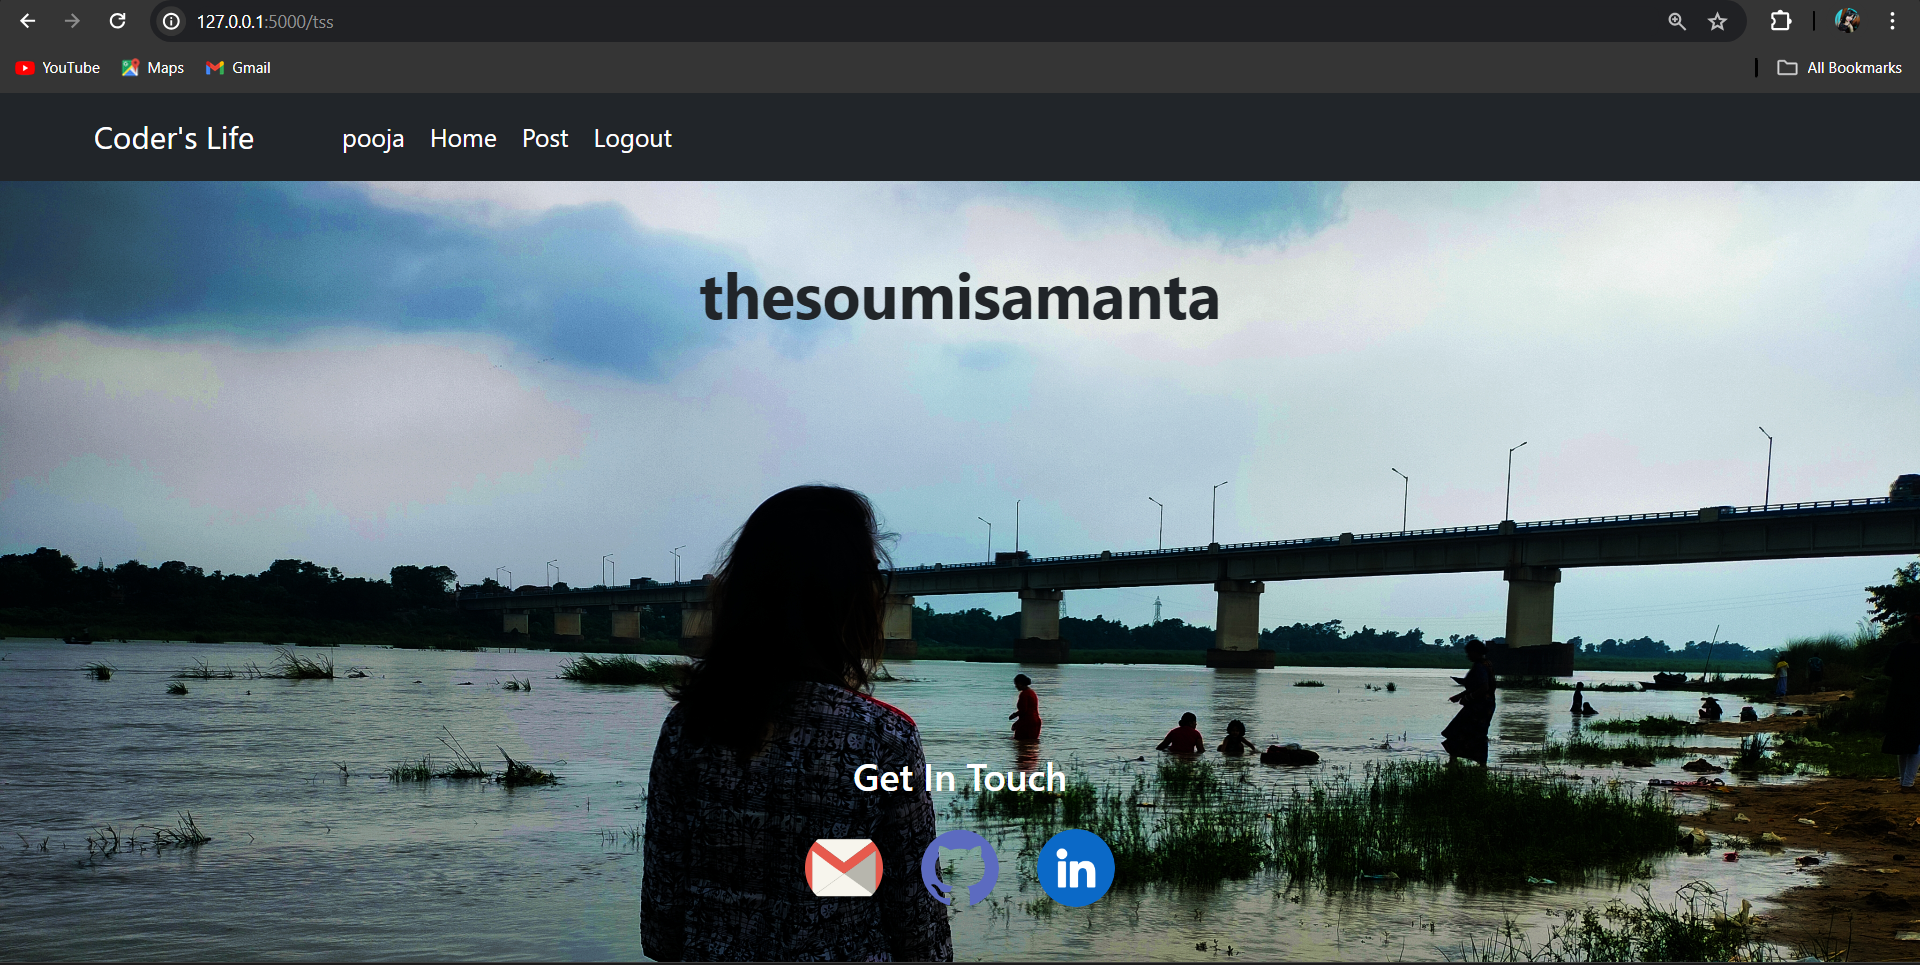 127.0.0.1:5000/tss
YouTube Maps Gmail All Bookmarks
Coder's Life pooja Home Post Logout
thesoumisamanta
Get In Touch
in